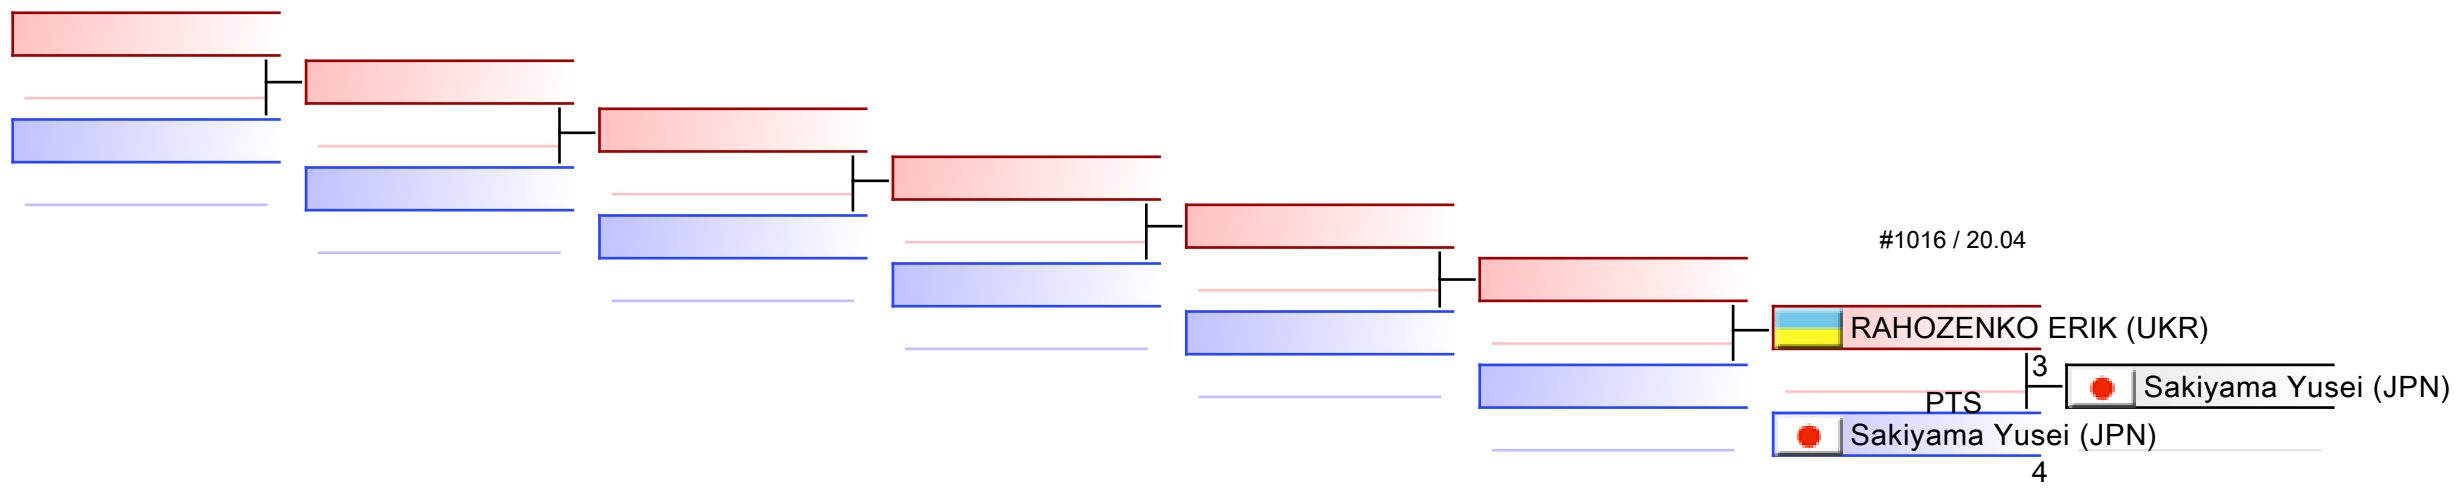 #1016 / 20.04
RAHOZENKO ERIK (UKR)
3
Sakiyama Yusei (JPN)
PTS
Sakiyama Yusei (JPN)
4